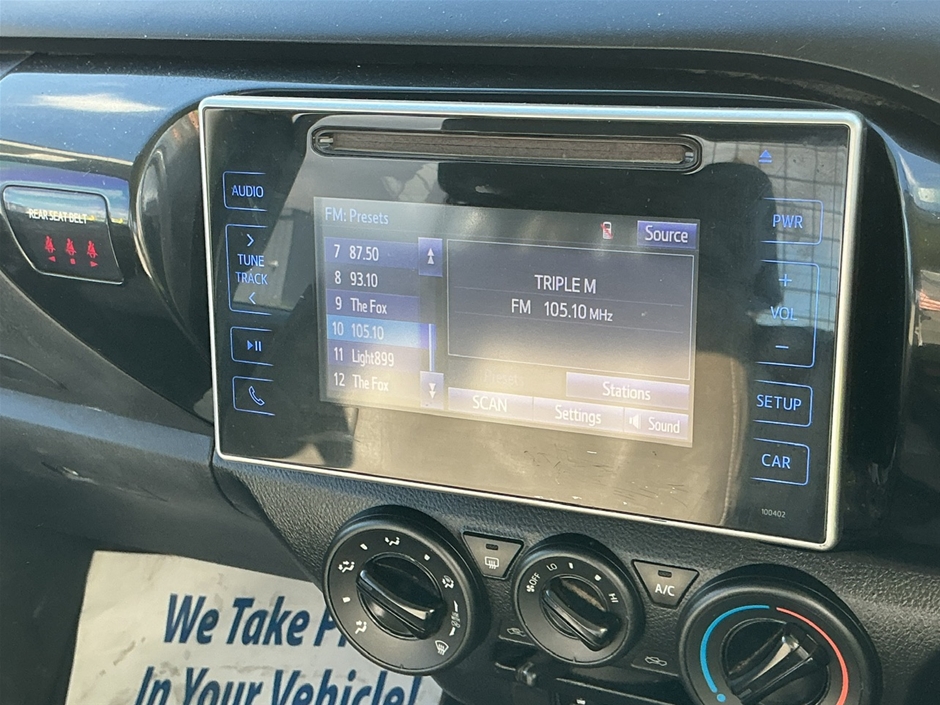 REAR SEAT BELT
AUDIO
TUNE
TRACK
FM: Presets
Source
7 87.50
8 93.10
9 The Fox
10 105.10
11 Light899
12 The Fox
TRIPLE M
FM 105.10 MHz
Preset
Stations
SCAN
Settings
Sound
PWR
+
VOL
−
SETUP
CAR
100402
OFF
LO
HI
A/C
We Take
In Your Vehicle!